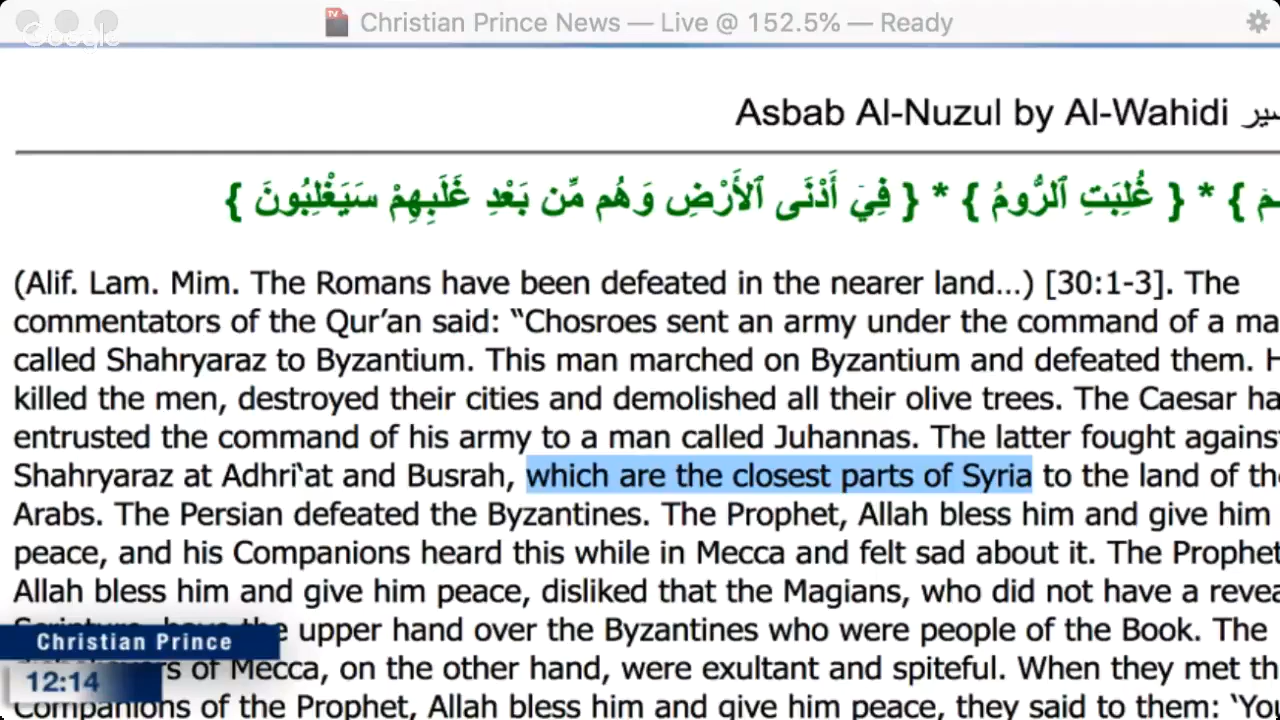 Christian Prince News — Live @ 152.5% — Ready
Google
Asbab Al-Nuzul by Al-Wahidi
} * { غُلِبَتِ ٱلرُّومُ } * { فِيۤ أَدْنَى ٱلأَرْضِ وَهُم مِّن بَعْدِ غَلَبِهِمْ سَيَغْلِبُونَ }
(Alif. Lam. Mim. The Romans have been defeated in the nearer land…) [30:1-3]. The
commentators of the Qur’an said: “Chosroes sent an army under the command of a ma
called Shahryaraz to Byzantium. This man marched on Byzantium and defeated them. H
killed the men, destroyed their cities and demolished all their olive trees. The Caesar ha
entrusted the command of his army to a man called Juhannas. The latter fought agains
Shahryaraz at Adhri‘at and Busrah, which are the closest parts of Syria to the land of th
Arabs. The Persian defeated the Byzantines. The Prophet, Allah bless him and give him
peace, and his Companions heard this while in Mecca and felt sad about it. The Prophet
Allah bless him and give him peace, disliked that the Magians, who did not have a revea
upper hand over the Byzantines who were people of the Book. The
s of Mecca, on the other hand, were exultant and spiteful. When they met th
Companions of the Prophet, Allah bless him and give him peace, they said to them: ‘You
Christian Prince
12:14